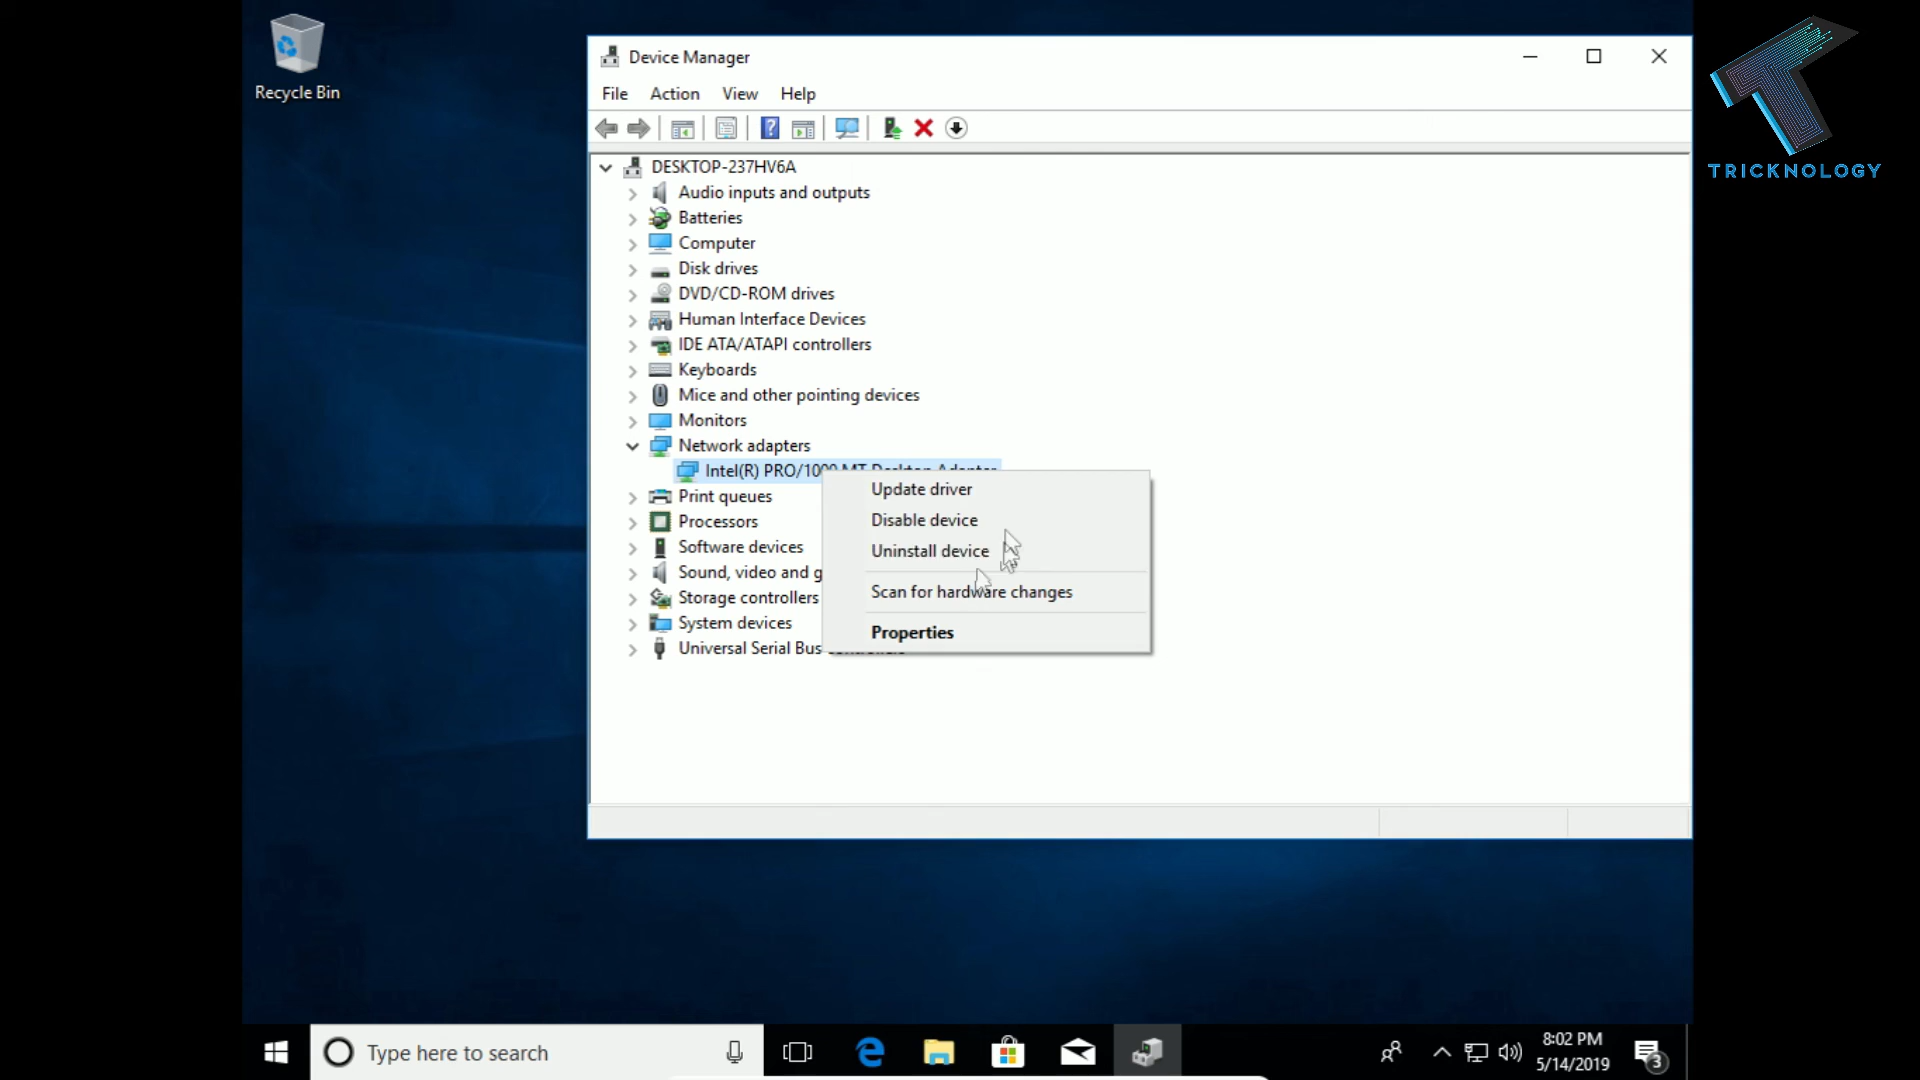 Recycle Bin
Device Manager
File Action View Help
DESKTOP-237HV6A
Audio inputs and outputs
Batteries
Computer
Disk drives
DVD/CD-ROM drives
Human Interface Devices
IDE ATA/ATAPI controllers
Keyboards
Mice and other pointing devices
Monitors
Network adapters
Intel(R) PRO/1000 MT Desktop Adapter
Print queues
Processors
Software devices
Sound, video and g
Storage controllers
System devices
Universal Serial Bus
Update driver
Disable device
Uninstall device
Scan for hardware changes
Properties
TRICKNOLOGY
Type here to search
8:02 PM
5/14/2019
3